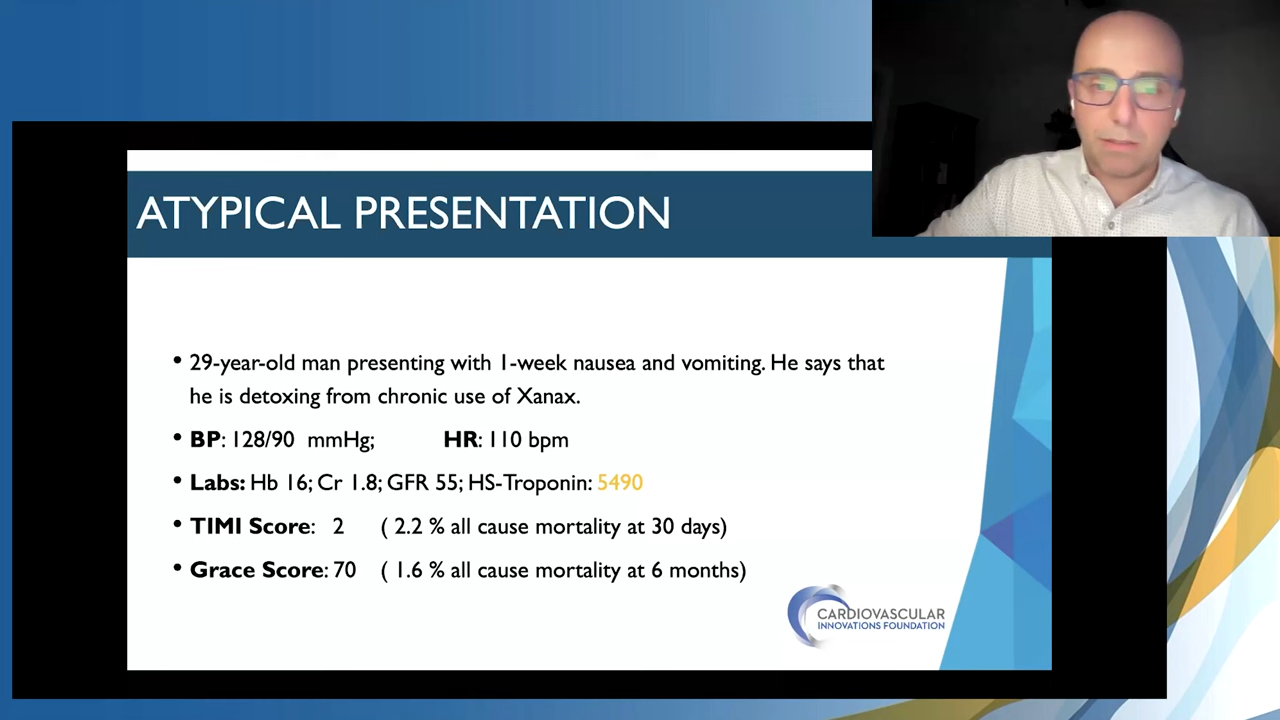 ATYPICAL PRESENTATION
• 29-year-old man presenting with 1-week nausea and vomiting. He says that
he is detoxing from chronic use of Xanax.
• BP: 128/90 mmHg; HR: 110 bpm
• Labs: Hb 16; Cr 1.8; GFR 55; HS-Troponin: 5490
• TIMI Score: 2 ( 2.2 % all cause mortality at 30 days)
• Grace Score: 70 ( 1.6 % all cause mortality at 6 months)
CARDIOVASCULAR
INNOVATIONS FOUNDATION